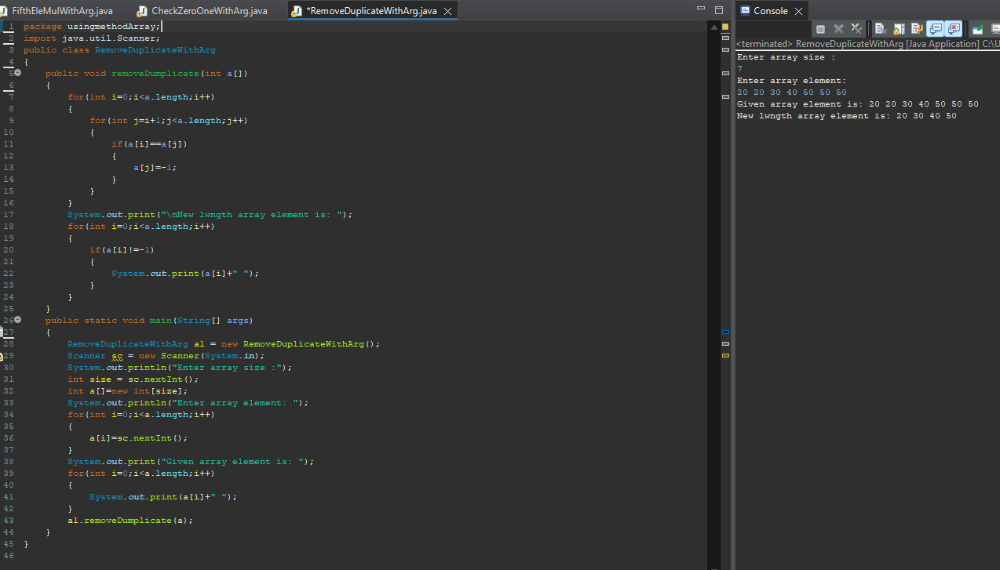 FifthEleMulWithArg.java CheckZeroOneWithArg.java *RemoveDuplicateWithArg.java
1 package usingmethodArray;
2 import java.util.Scanner;
3 public class RemoveDuplicateWithArg
4 {
5 public void removeDumplicate(int a[])
6 {
7 for(int i=0;i<a.length;i++)
8 {
9 for(int j=i+1;j<a.length;j++)
10 {
11 if(a[i]==a[j])
12 {
13 a[j]=-1;
14 }
15 }
16 }
17 System.out.print("\nNew lwngth array element is: ");
18 for(int i=0;i<a.length;i++)
19 {
20 if(a[i]!=-1)
21 {
22 System.out.print(a[i]+" ");
23 }
24 }
25 }
26 public static void main(String[] args)
27 {
28 RemoveDuplicateWithArg al = new RemoveDuplicateWithArg();
29 Scanner sc = new Scanner(System.in);
30 System.out.println("Enter array size :");
31 int size = sc.nextInt();
32 int a[]=new int[size];
33 System.out.println("Enter array element: ");
34 for(int i=0;i<a.length;i++)
35 {
36 a[i]=sc.nextInt();
37 }
38 System.out.print("Given array element is: ");
39 for(int i=0;i<a.length;i++)
40 {
41 System.out.print(a[i]+" ");
42 }
43 al.removeDumplicate(a);
44 }
45 }
46
Console
<terminated> RemoveDuplicateWithArg [Java Application] C:\U
Enter array size :
7
Enter array element:
20 20 30 40 50 50 50
Given array element is: 20 20 30 40 50 50 50
New lwngth array element is: 20 30 40 50